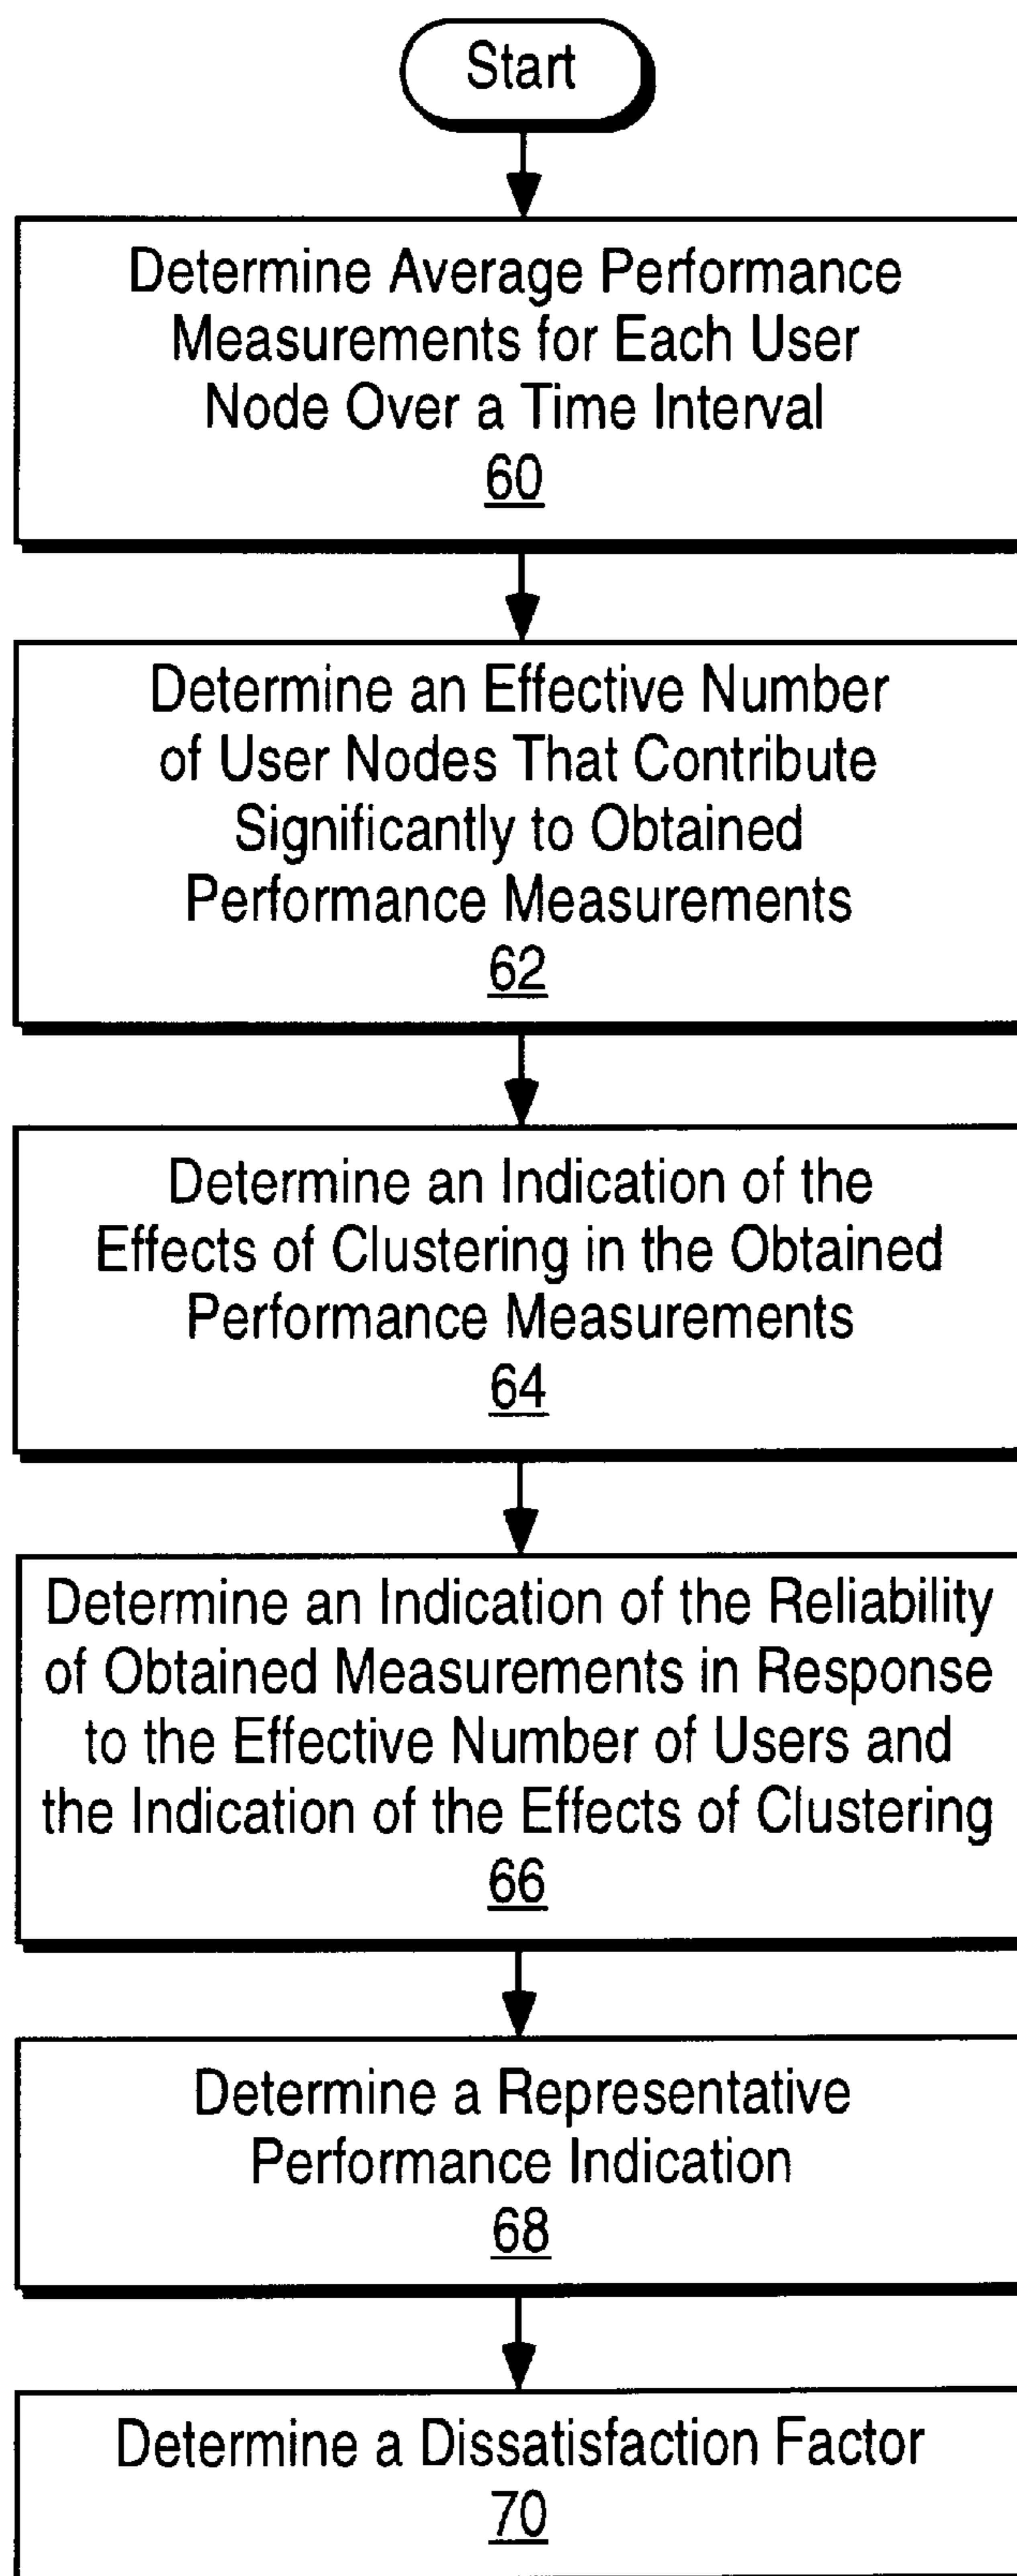 Start
Determine Average Performance
Measurements for Each User
Node Over a Time Interval
60
Determine an Effective Number
of User Nodes That Contribute
Significantly to Obtained
Performance Measurements
62
Determine an Indication of the
Effects of Clustering in the Obtained
Performance Measurements
64
Determine an Indication of the Reliability
of Obtained Measurements in Response
to the Effective Number of Users and
the Indication of the Effects of Clustering
66
Determine a Representative
Performance Indication
68
Determine a Dissatisfaction Factor
70